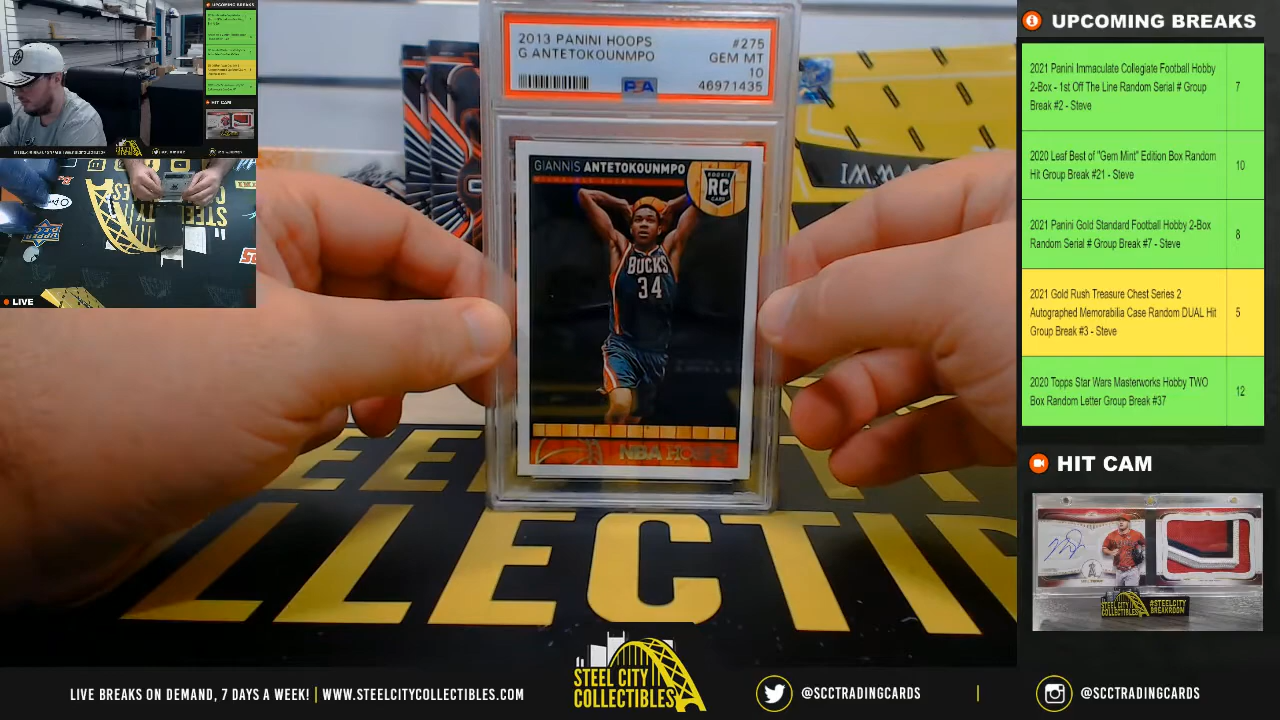 2013 PANINI HOOPS #275
G ANTETOKOUNMPO GEM MT
10
PSA 46971435
GIANNIS ANTETOKOUNMPO
ROOKIE
RC
CARD
BUCKS
34
NBA HOOPS
LLECTI
LIVE
UPCOMING BREAKS
2021 Panini Immaculate Collegiate Football Hobby
2-Box - 1st Off The Line Random Serial # Group
Break #2 - Steve
7
2020 Leaf Best of "Gem Mint" Edition Box Random
Hit Group Break #21 - Steve
10
2021 Panini Gold Standard Football Hobby 2-Box
Random Serial # Group Break #7 - Steve
8
2021 Gold Rush Treasure Chest Series 2
Autographed Memorabilia Case Random DUAL Hit
Group Break #3 - Steve
5
2020 Topps Star Wars Masterworks Hobby TWO
Box Random Letter Group Break #37
12
HIT CAM
STEEL CITY
COLLECTIBLES
#STEELCITY
BREAKROOM
LIVE BREAKS ON DEMAND, 7 DAYS A WEEK! | WWW.STEELCITYCOLLECTIBLES.COM
STEEL CITY
COLLECTIBLES
@SCCTRADINGCARDS
|
@SCCTRADINGCARDS